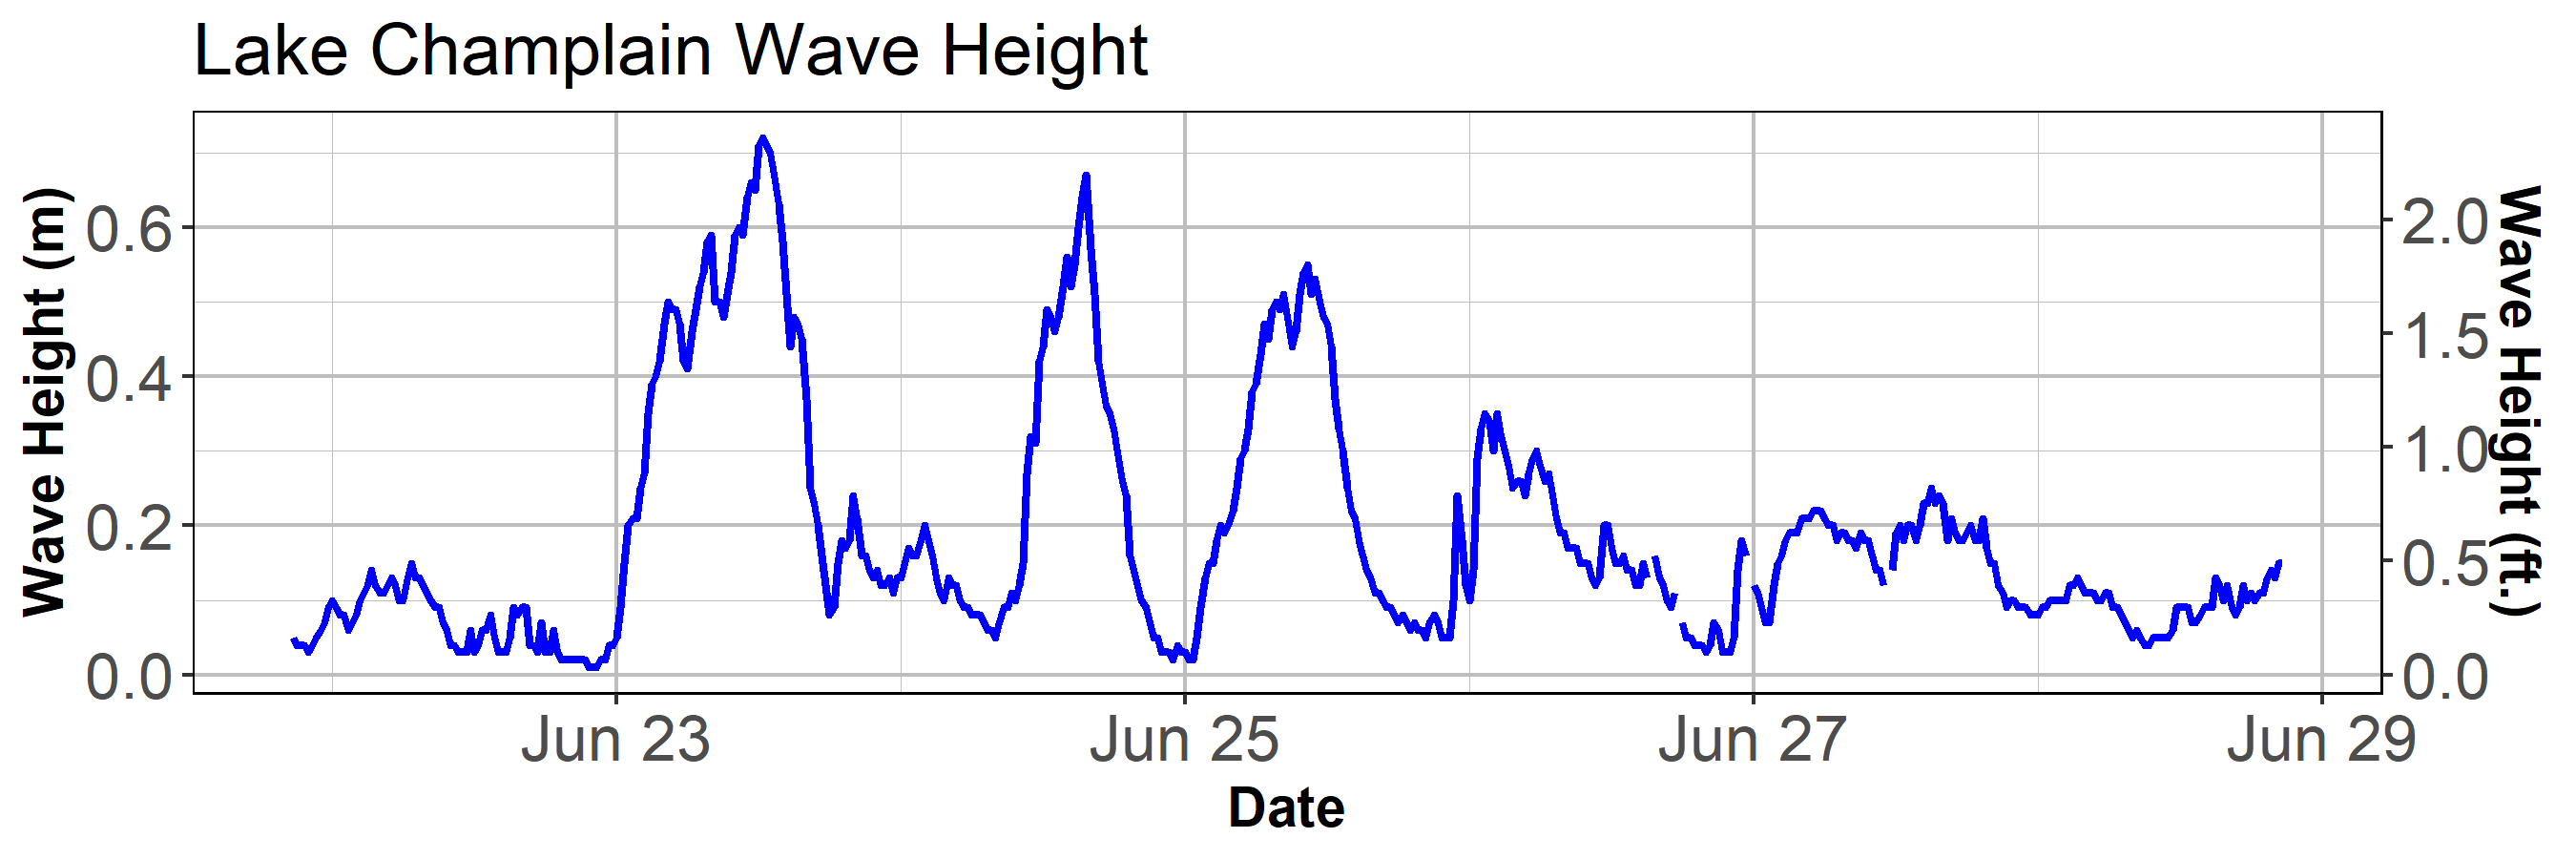 Lake Champlain Wave Height
Wave Height (m)
0.6
0.4
0.2
0.0
2.0
1.5
1.0
0.5
0.0
Wave Height (ft.)
Jun 23
Jun 25
Jun 27
Jun 29
Date